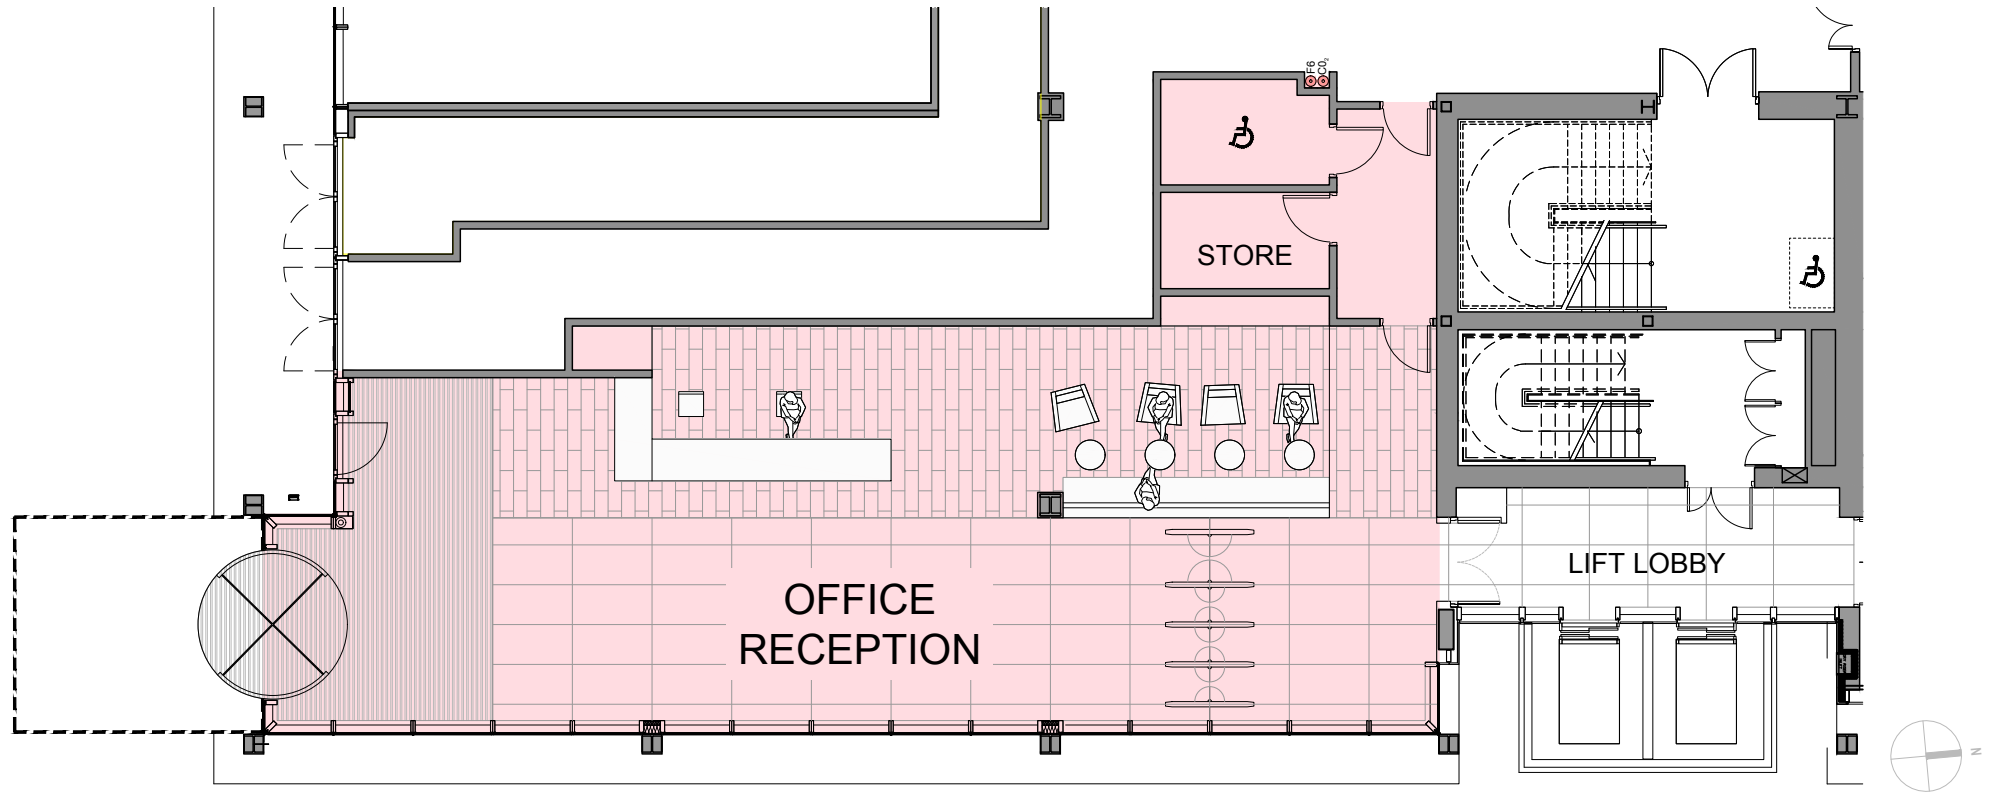 F6
CO₂
STORE
LIFT LOBBY
OFFICE
RECEPTION
N